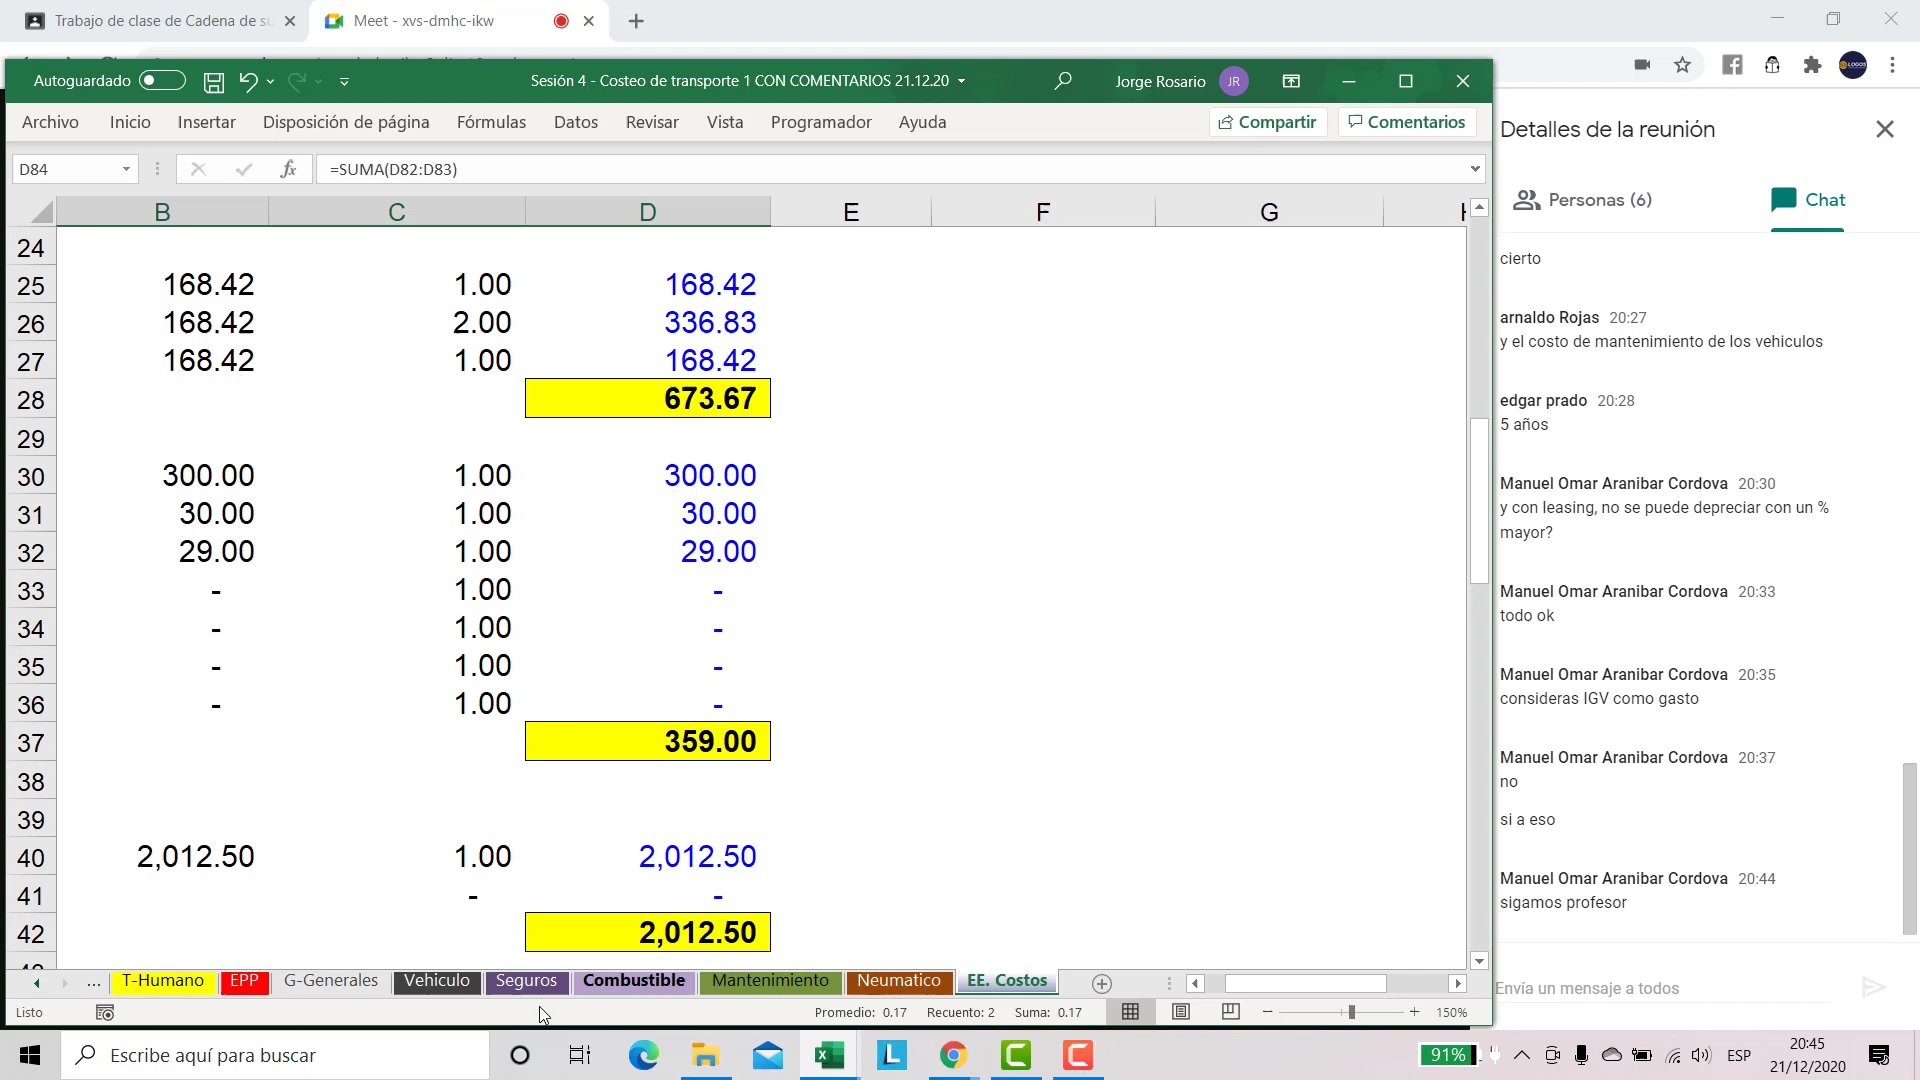 Trabajo de clase de Cadena de su
Meet - xvs-dmhc-ikw
Autoguardado
Sesión 4 - Costeo de transporte 1 CON COMENTARIOS 21.12.20
Jorge Rosario
JR
Archivo Inicio Insertar Disposición de página Fórmulas Datos Revisar Vista Programador Ayuda
Compartir Comentarios
D84 fx =SUMA(D82:D83)
B C D E F G
24
25 168.42 1.00 168.42
26 168.42 2.00 336.83
27 168.42 1.00 168.42
28 673.67
29
30 300.00 1.00 300.00
31 30.00 1.00 30.00
32 29.00 1.00 29.00
33 - 1.00 -
34 - 1.00 -
35 - 1.00 -
36 - 1.00 -
37 359.00
38
39
40 2,012.50 1.00 2,012.50
41 - -
42 2,012.50
... T-Humano EPP G-Generales Vehiculo Seguros Combustible Mantenimiento Neumatico EE. Costos
Listo Promedio: 0.17 Recuento: 2 Suma: 0.17 150%
Detalles de la reunión
Personas (6) Chat
cierto
arnaldo Rojas 20:27
y el costo de mantenimiento de los vehiculos
edgar prado 20:28
5 años
Manuel Omar Aranibar Cordova 20:30
y con leasing, no se puede depreciar con un %
mayor?
Manuel Omar Aranibar Cordova 20:33
todo ok
Manuel Omar Aranibar Cordova 20:35
consideras IGV como gasto
Manuel Omar Aranibar Cordova 20:37
no
si a eso
Manuel Omar Aranibar Cordova 20:44
sigamos profesor
Envía un mensaje a todos
Escribe aquí para buscar
91%
ESP
20:45
21/12/2020